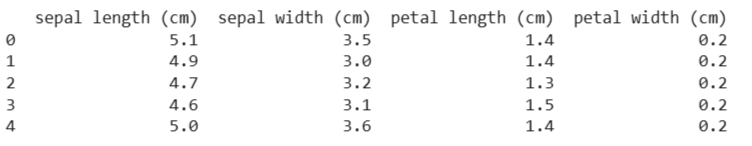 sepal length (cm) sepal width (cm) petal length (cm) petal width (cm)
0 5.1 3.5 1.4 0.2
1 4.9 3.0 1.4 0.2
2 4.7 3.2 1.3 0.2
3 4.6 3.1 1.5 0.2
4 5.0 3.6 1.4 0.2